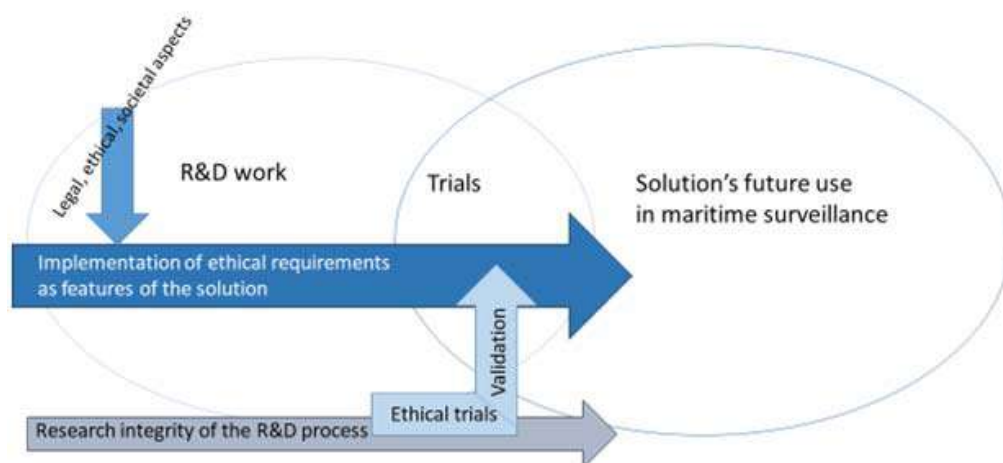 Legal, ethical, societal aspects
R&D work
Trials
Solution's future use
in maritime surveillance
Implementation of ethical requirements
as features of the solution
Validation
Ethical trials
Research integrity of the R&D process